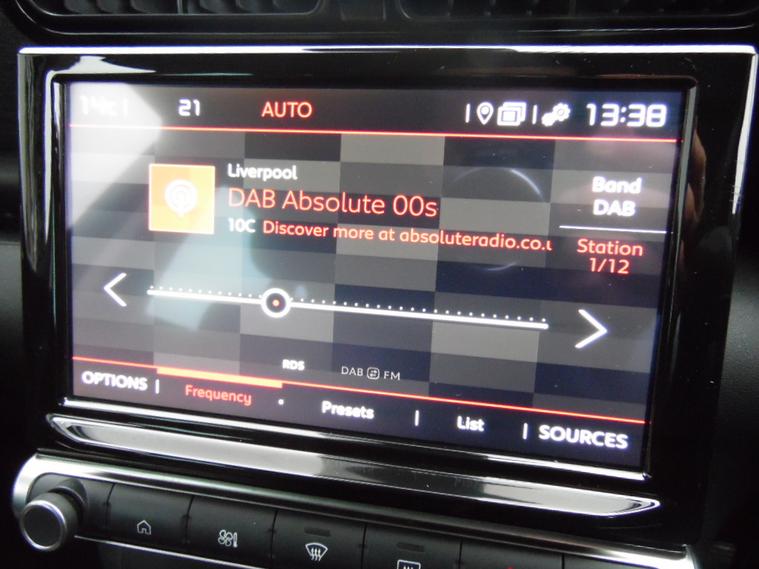 21 AUTO 13:38
Liverpool
DAB Absolute 00s
10C Discover more at absoluteradio.co.u
Band
DAB
Station
1/12
RDS
DAB FM
OPTIONS Frequency Presets List SOURCES